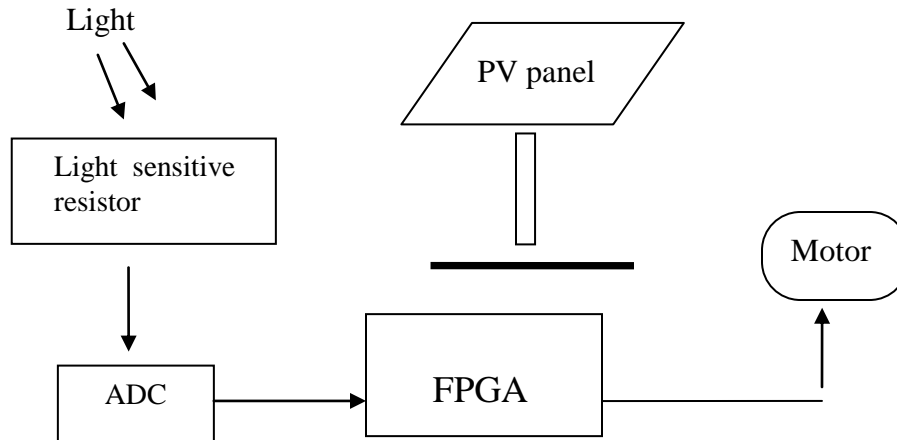 Light
PV panel
Light sensitive
resistor
Motor
ADC
FPGA